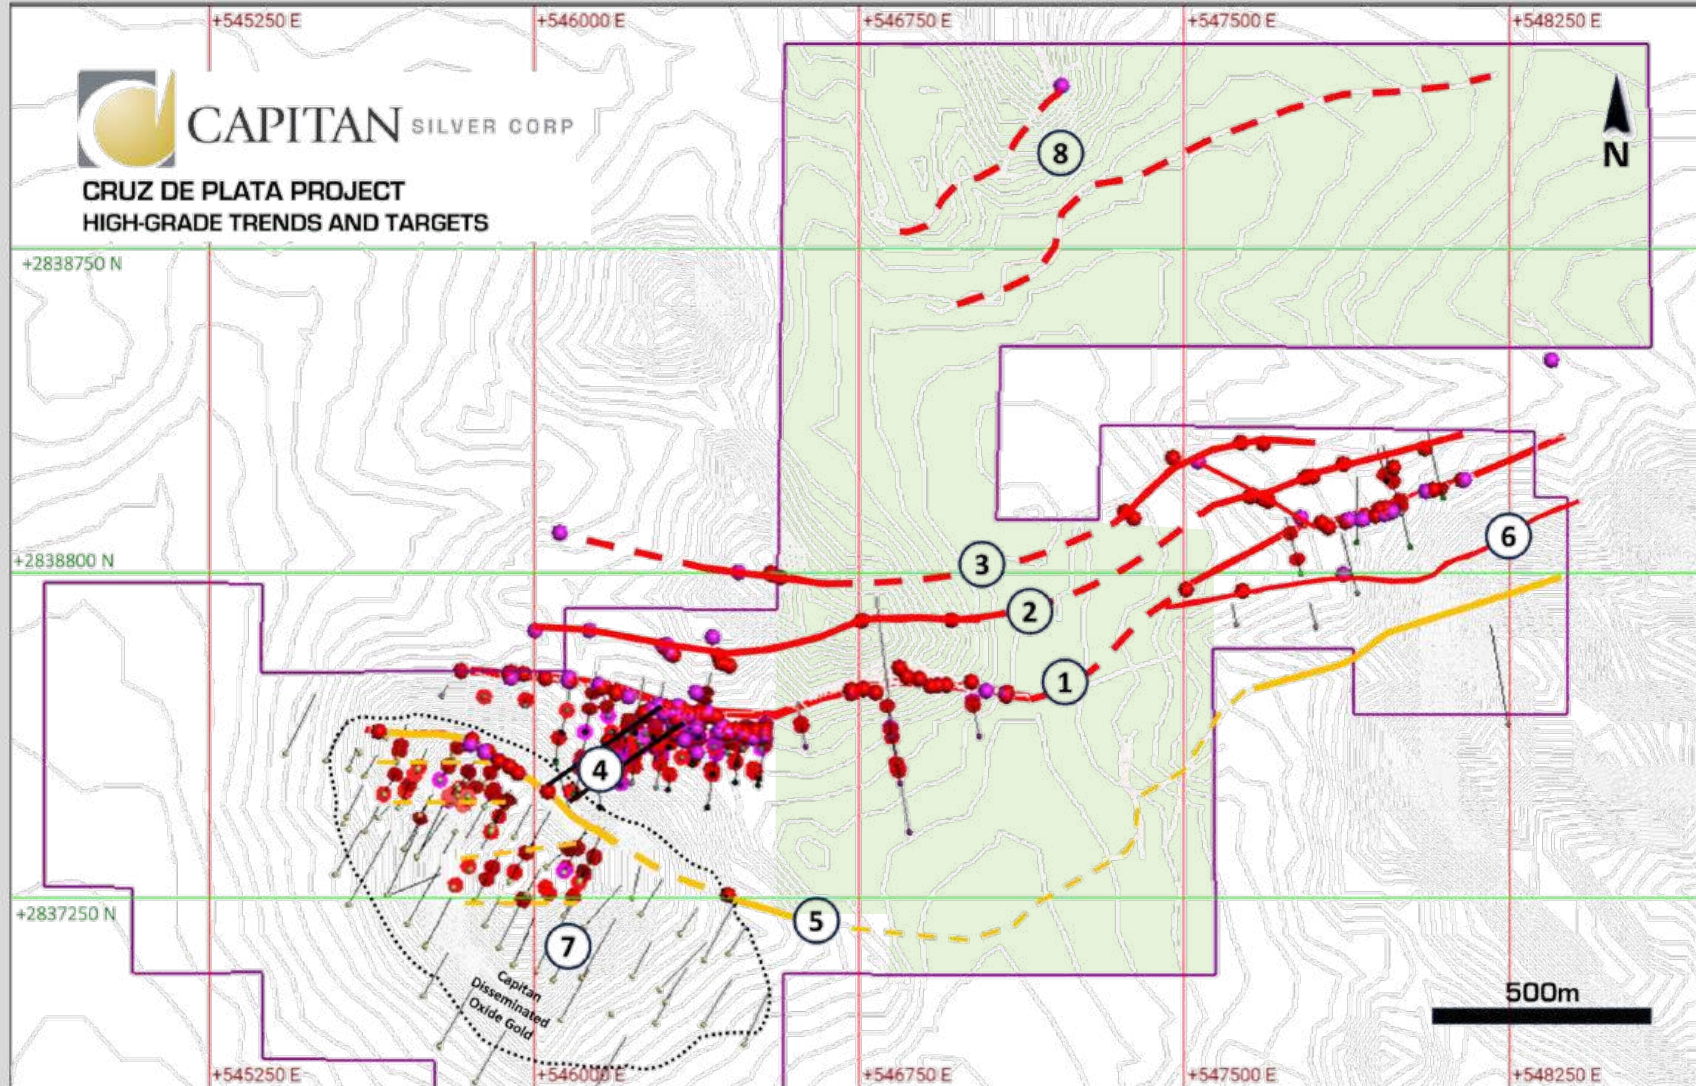 +545250 E
+546000 E
+546750 E
+547500 E
+548250 E
CAPITAN SILVER CORP
CRUZ DE PLATA PROJECT
HIGH-GRADE TRENDS AND TARGETS
N
8
+2838750 N
6
+2838800 N
3
2
1
4
5
+2837250 N
7
Capitan
Disseminated
Oxide Gold
500m
+545250 E
+546000 E
+546750 E
+547500 E
+548250 E